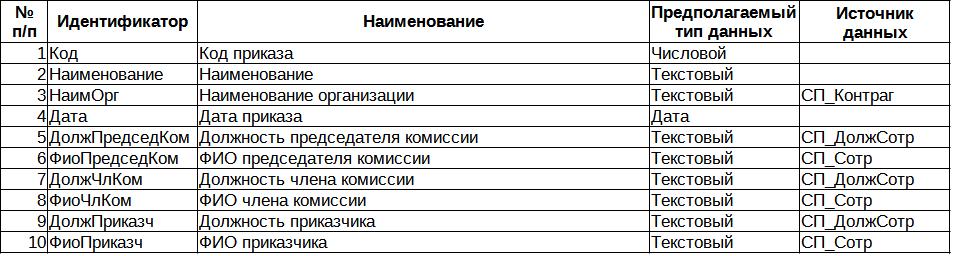 № п/п Идентификатор Наименование Предполагаемый тип данных Источник данных
1 Код Код приказа Числовой
2 Наименование Наименование Текстовый
3 НаимОрг Наименование организации Текстовый СП_Контраг
4 Дата Дата приказа Дата
5 ДолжПредседКом Должность председателя комиссии Текстовый СП_ДолжСотр
6 ФиоПредседКом ФИО председателя комиссии Текстовый СП_Сотр
7 ДолжЧлКом Должность члена комиссии Текстовый СП_ДолжСотр
8 ФиоЧлКом ФИО члена комиссии Текстовый СП_Сотр
9 ДолжПриказч Должность приказчика Текстовый СП_ДолжСотр
10 ФиоПриказч ФИО приказчика Текстовый СП_Сотр